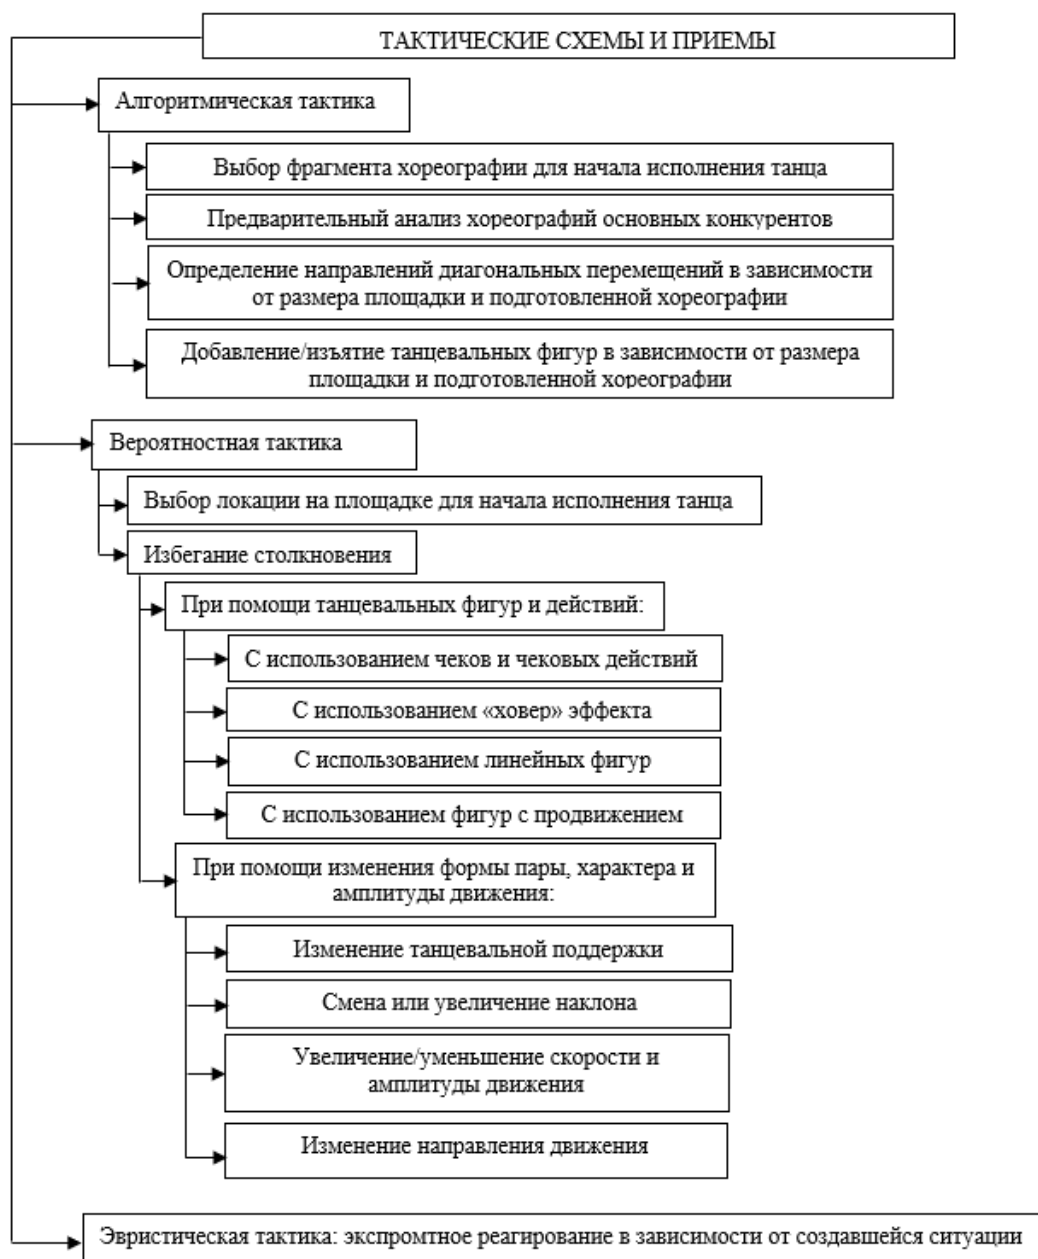 ТАКТИЧЕСКИЕ СХЕМЫ И ПРИЕМЫ
Алгоритмическая тактика
Выбор фрагмента хореографии для начала исполнения танца
Предварительный анализ хореографий основных конкурентов
Определение направлений диагональных перемещений в зависимости
от размера площадки и подготовленной хореографии
Добавление/изъятие танцевальных фигур в зависимости от размера
площадки и подготовленной хореографии
Вероятностная тактика
Выбор локации на площадке для начала исполнения танца
Избегание столкновения
При помощи танцевальных фигур и действий:
С использованием чеков и чековых действий
С использованием «ховер» эффекта
С использованием линейных фигур
С использованием фигур с продвижением
При помощи изменения формы пары, характера и
амплитуды движения:
Изменение танцевальной поддержки
Смена или увеличение наклона
Увеличение/уменьшение скорости и
амплитуды движения
Изменение направления движения
Эвристическая тактика: экспромтное реагирование в зависимости от создавшейся ситуации